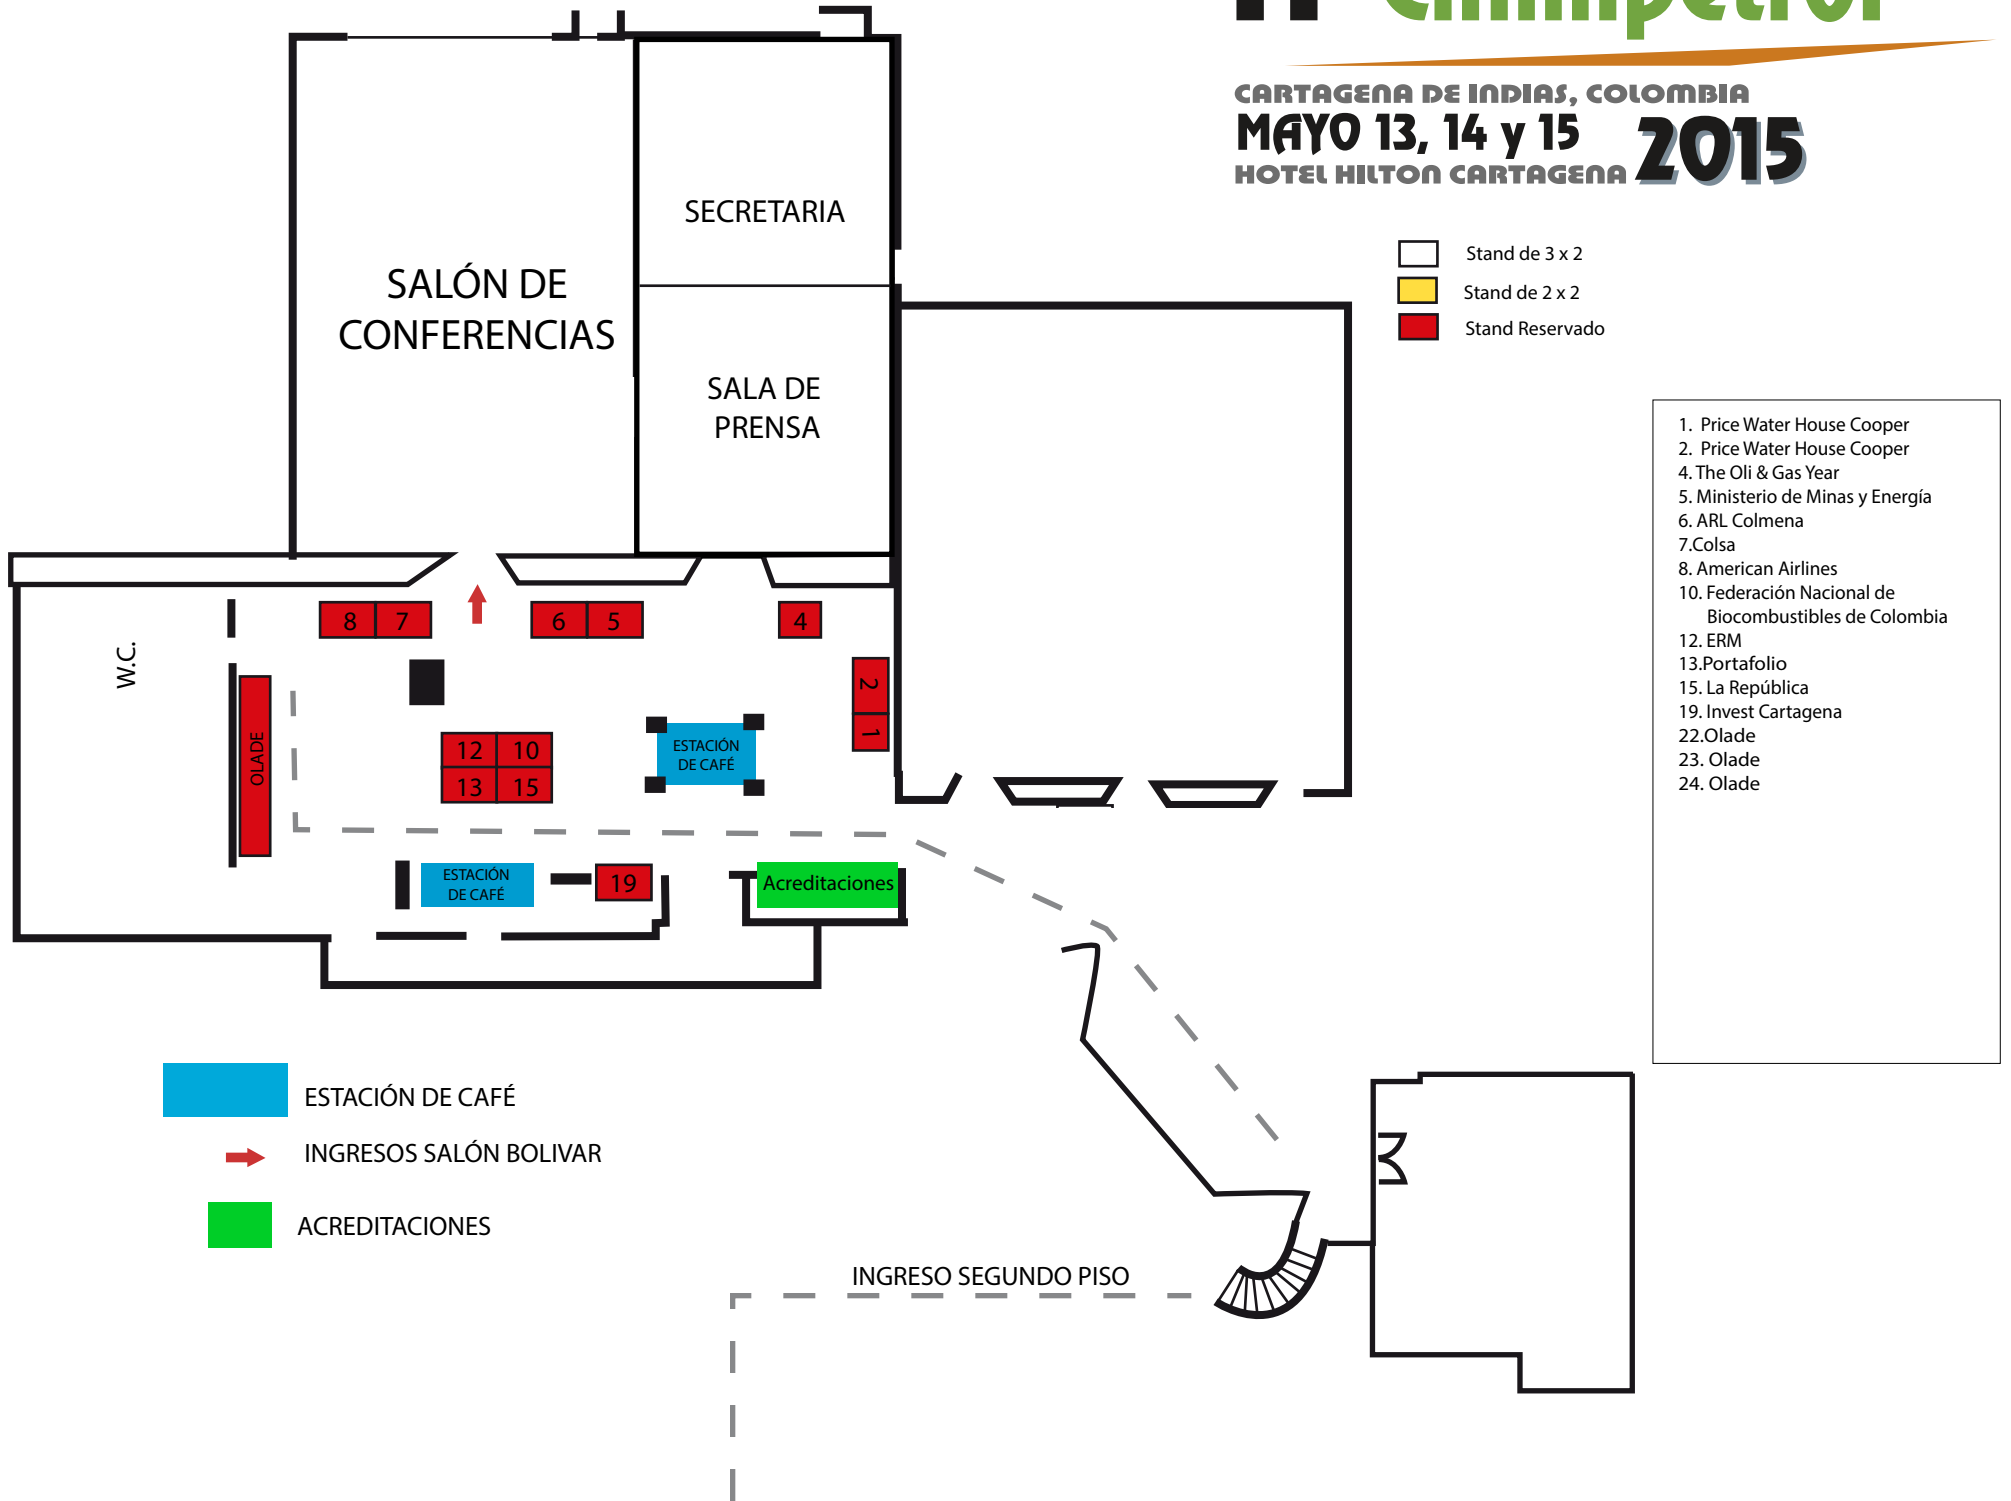 CARTAGENA DE INDIAS, COLOMBIA
MAYO 13, 14 y 15
2015
HOTEL HILTON CARTAGENA
Stand de 3 x 2
Stand de 2 x 2
Stand Reservado
SECRETARIA
SALÓN DE
CONFERENCIAS
SALA DE
PRENSA
1. Price Water House Cooper
2. Price Water House Cooper
4. The Oli & Gas Year
5. Ministerio de Minas y Energía
6. ARL Colmena
7.Colsa
8. American Airlines
10. Federación Nacional de
Biocombustibles de Colombia
12. ERM
13.Portafolio
15. La República
19. Invest Cartagena
22.Olade
23. Olade
24. Olade
W.C.
8 7
6 5
4
2
1
OLADE
12 10
13 15
ESTACIÓN
DE CAFÉ
ESTACIÓN
DE CAFÉ
19
Acreditaciones
ESTACIÓN DE CAFÉ
INGRESOS SALÓN BOLIVAR
ACREDITACIONES
INGRESO SEGUNDO PISO